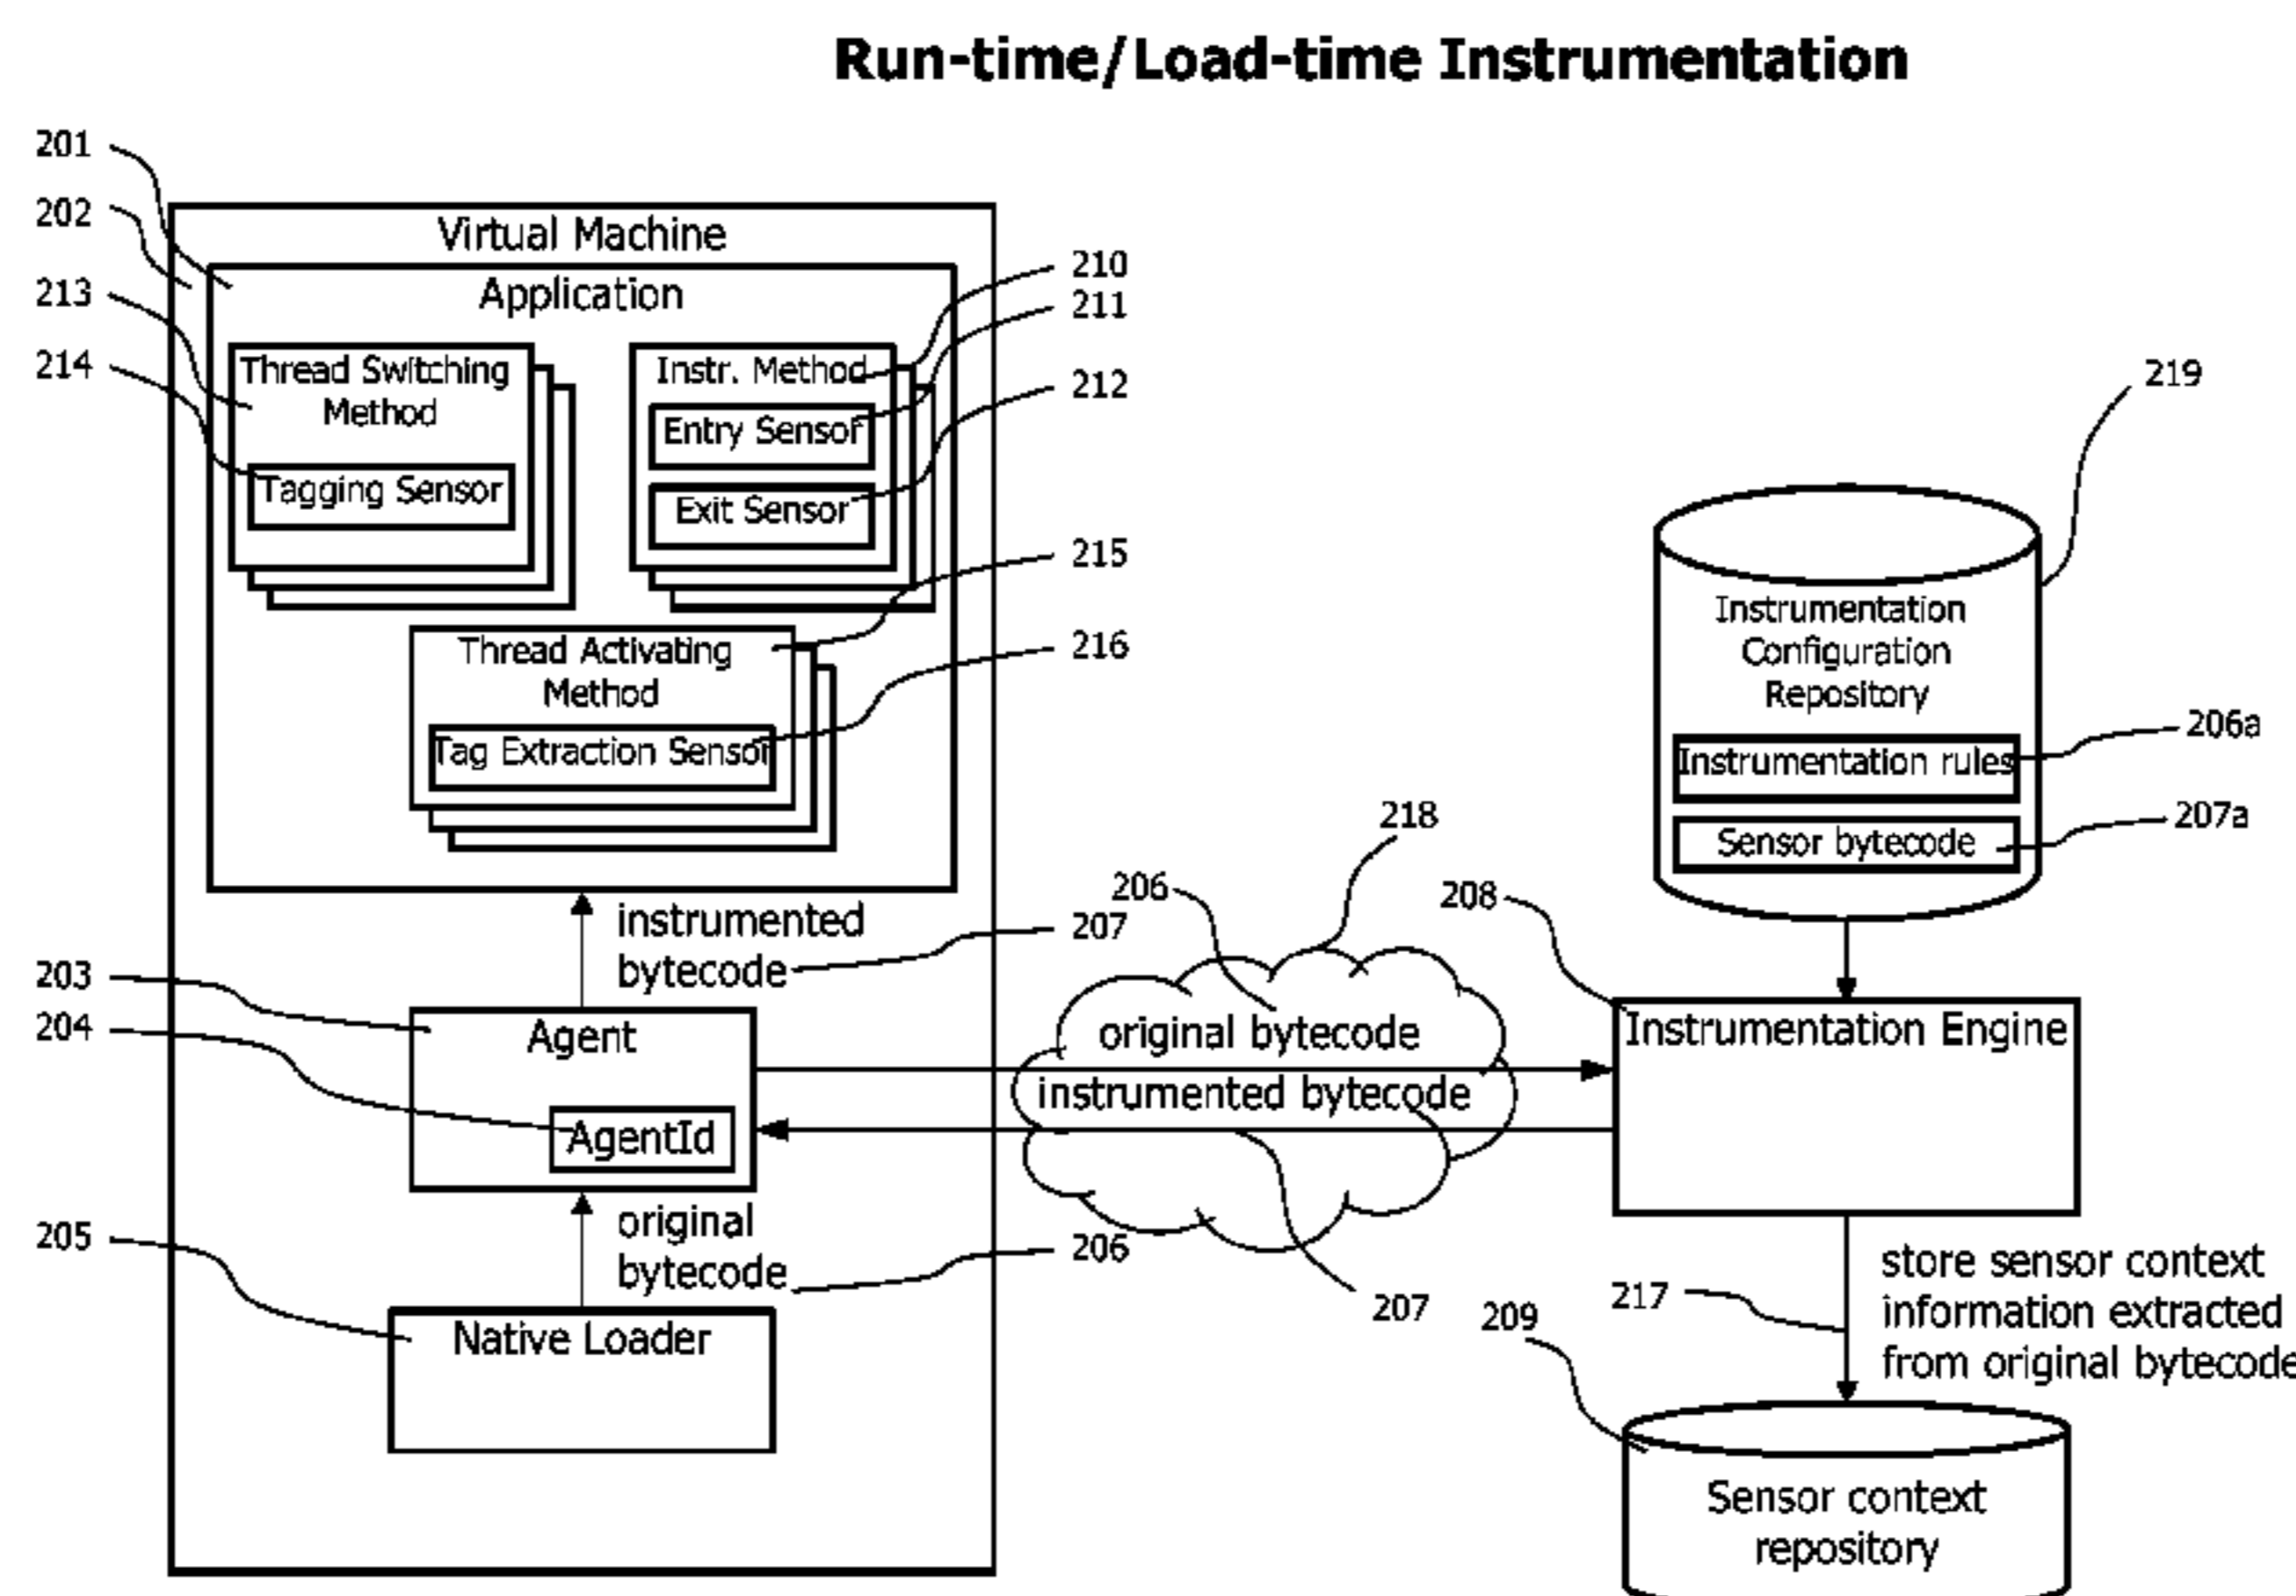 Run-time/Load-time Instrumentation
201
202
213
214
Virtual Machine
Application
Thread Switching
Method
Tagging Sensor
Instr. Method
Entry Sensor
Exit Sensor
210
211
212
215
216
Thread Activating
Method
Tag Extraction Sensor
219
Instrumentation
Configuration
Repository
Instrumentation rules
Sensor bytecode
206a
207a
instrumented
bytecode
207
203
204
Agent
AgentId
original
bytecode
206
205
Native Loader
206
218
208
original bytecode
instrumented bytecode
207
Instrumentation Engine
217
store sensor context
information extracted
from original bytecode
209
Sensor context
repository